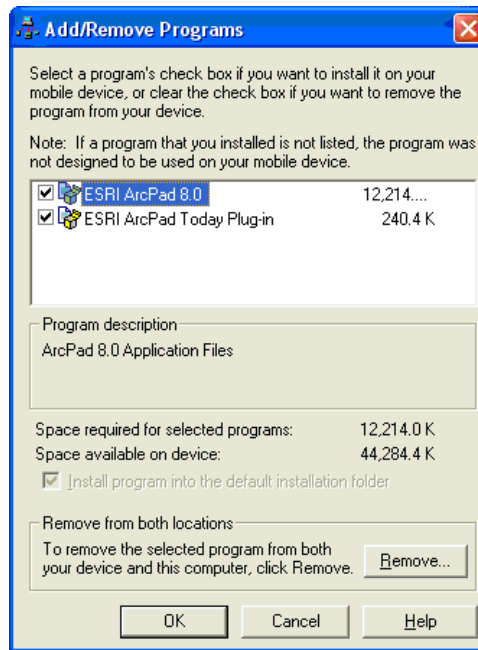 Add/Remove Programs
Select a program's check box if you want to install it on your
mobile device, or clear the check box if you want to remove the
program from your device.
Note:  If a program that you installed is not listed, the program was
not designed to be used on your mobile device.
ESRI ArcPad 8.0 12,214....
ESRI ArcPad Today Plug-in 240.4 K
Program description
ArcPad 8.0 Application Files
Space required for selected programs: 12,214.0 K
Space available on device: 44,284.4 K
Install program into the default installation folder
Remove from both locations
To remove the selected program from both
your device and this computer, click Remove.
Remove...
OK Cancel Help